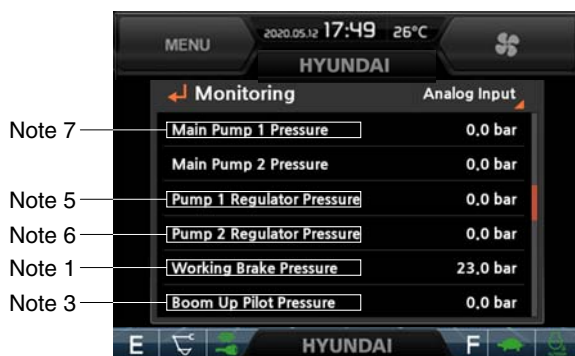 MENU
2020.05.12 17:49 26°C
HYUNDAI
Monitoring Analog Input
Note 7 Main Pump 1 Pressure 0.0 bar
Main Pump 2 Pressure 0.0 bar
Note 5 Pump 1 Regulator Pressure 0.0 bar
Note 6 Pump 2 Regulator Pressure 0.0 bar
Note 1 Working Brake Pressure 23.0 bar
Note 3 Boom Up Pilot Pressure 0.0 bar
E HYUNDAI F